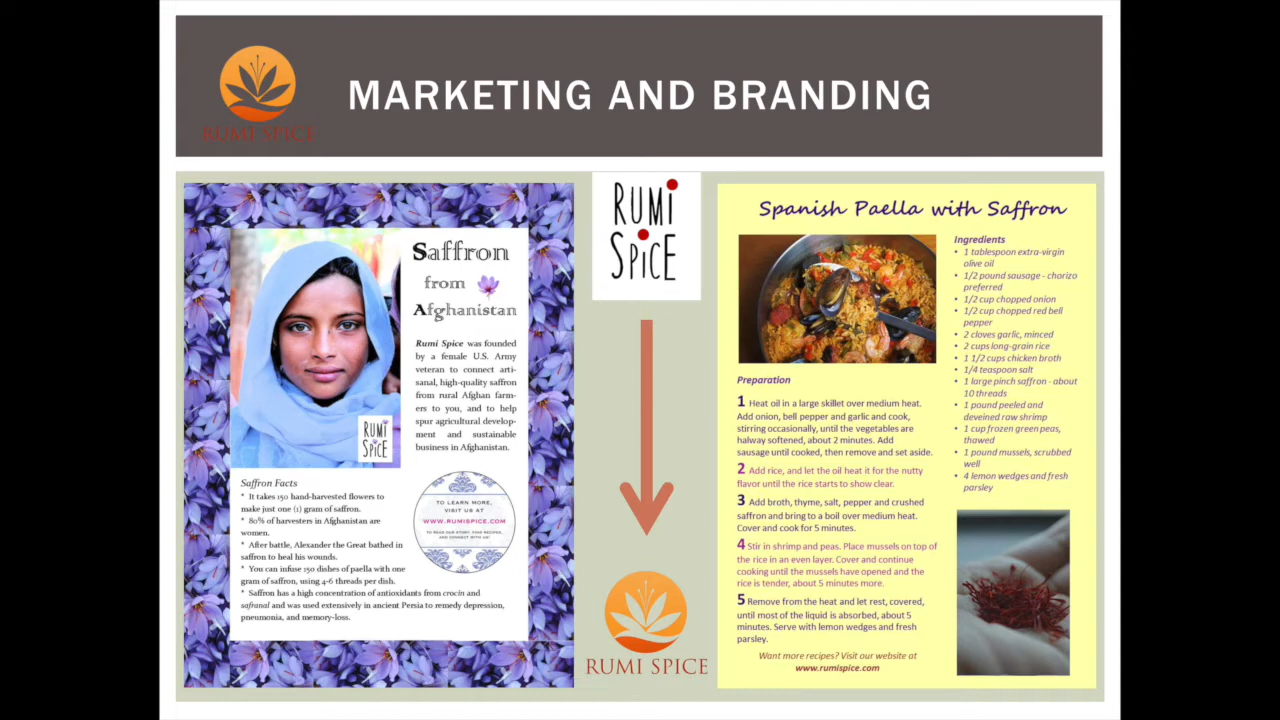 RUMI SPICE
MARKETING AND BRANDING
Saffron
from
Afghanistan
Rumi Spice was founded
by a female U.S. Army
veteran to connect arti-
sanal, high-quality saffron
from rural Afghan farm-
ers to you, and to help
spur agricultural develop-
ment and sustainable
business in Afghanistan.
RUMI
SPICE
Saffron Facts
* It takes 150 hand-harvested flowers to
make just one (1) gram of saffron.
* 80% of harvesters in Afghanistan are
women.
* After battle, Alexander the Great bathed in
saffron to heal his wounds.
* You can infuse 150 dishes of paella with one
gram of saffron, using 4-6 threads per dish.
* Saffron has a high concentration of antioxidants from crocin and
safranal and was used extensively in ancient Persia to remedy depression,
pneumonia, and memory-loss.
TO LEARN MORE,
VISIT US AT
WWW.RUMISPICE.COM
TO READ OUR STORY, FIND RECIPES,
AND CONNECT WITH US!
RUMI
SPICE
RUMI SPICE
Spanish Paella with Saffron
Ingredients
• 1 tablespoon extra-virgin
olive oil
• 1/2 pound sausage - chorizo
preferred
• 1/2 cup chopped onion
• 1/2 cup chopped red bell
pepper
• 2 cloves garlic, minced
• 2 cups long-grain rice
• 1 1/2 cups chicken broth
• 1/4 teaspoon salt
• 1 large pinch saffron - about
10 threads
• 1 pound peeled and
deveined raw shrimp
• 1 cup frozen green peas,
thawed
• 1 pound mussels, scrubbed
well
• 4 lemon wedges and fresh
parsley
Preparation
1 Heat oil in a large skillet over medium heat.
Add onion, bell pepper and garlic and cook,
stirring occasionally, until the vegetables are
halway softened, about 2 minutes. Add
sausage until cooked, then remove and set aside.
2 Add rice, and let the oil heat it for the nutty
flavor until the rice starts to show clear.
3 Add broth, thyme, salt, pepper and crushed
saffron and bring to a boil over medium heat.
Cover and cook for 5 minutes.
4 Stir in shrimp and peas. Place mussels on top of
the rice in an even layer. Cover and continue
cooking until the mussels have opened and the
rice is tender, about 5 minutes more.
5 Remove from the heat and let rest, covered,
until most of the liquid is absorbed, about 5
minutes. Serve with lemon wedges and fresh
parsley.
Want more recipes? Visit our website at
www.rumispice.com